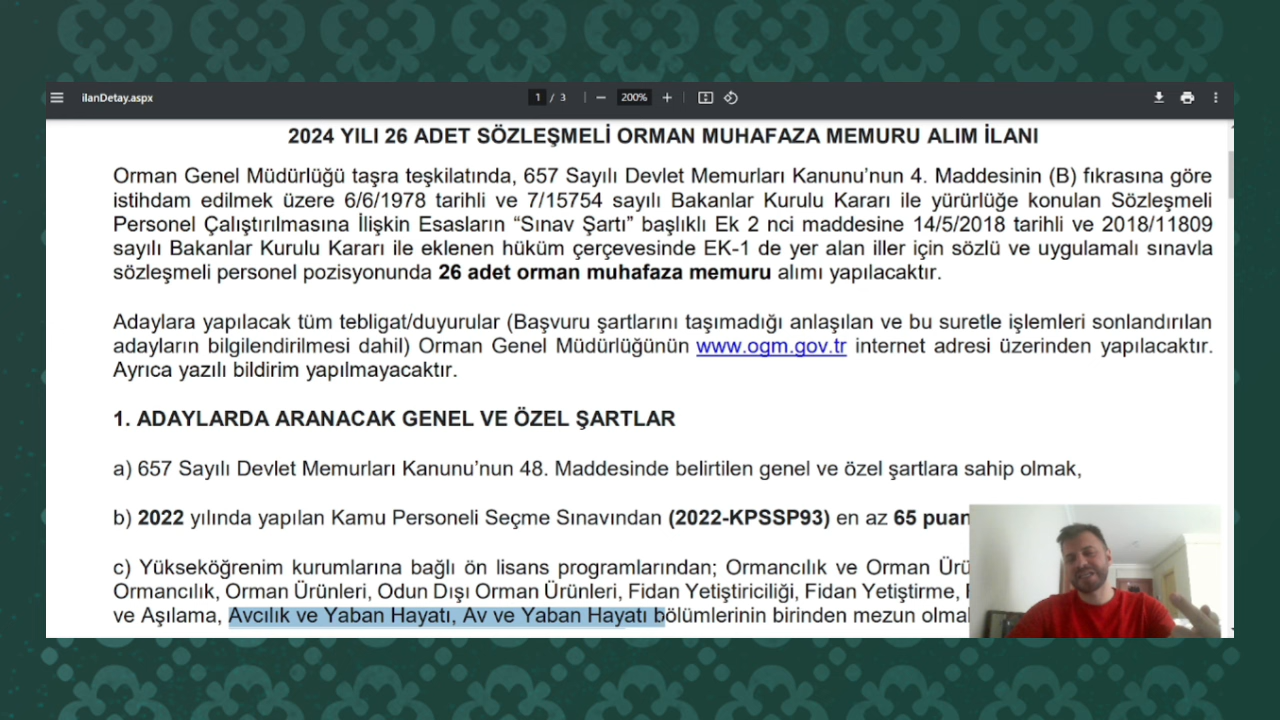 ilanDetay.aspx
1 / 3
200%
2024 YILI 26 ADET SÖZLEŞMELİ ORMAN MUHAFAZA MEMURU ALIM İLANI
Orman Genel Müdürlüğü taşra teşkilatında, 657 Sayılı Devlet Memurları Kanunu’nun 4. Maddesinin (B) fıkrasına göre
istihdam edilmek üzere 6/6/1978 tarihli ve 7/15754 sayılı Bakanlar Kurulu Kararı ile yürürlüğe konulan Sözleşmeli
Personel Çalıştırılmasına İlişkin Esasların “Sınav Şartı” başlıklı Ek 2 nci maddesine 14/5/2018 tarihli ve 2018/11809
sayılı Bakanlar Kurulu Kararı ile eklenen hüküm çerçevesinde EK-1 de yer alan iller için sözlü ve uygulamalı sınavla
sözleşmeli personel pozisyonunda 26 adet orman muhafaza memuru alımı yapılacaktır.
Adaylara yapılacak tüm tebligat/duyurular (Başvuru şartlarını taşımadığı anlaşılan ve bu suretle işlemleri sonlandırılan
adayların bilgilendirilmesi dahil) Orman Genel Müdürlüğünün www.ogm.gov.tr internet adresi üzerinden yapılacaktır.
Ayrıca yazılı bildirim yapılmayacaktır.
1. ADAYLARDA ARANACAK GENEL VE ÖZEL ŞARTLAR
a) 657 Sayılı Devlet Memurları Kanunu’nun 48. Maddesinde belirtilen genel ve özel şartlara sahip olmak,
b) 2022 yılında yapılan Kamu Personeli Seçme Sınavından (2022-KPSSP93) en az 65 puan
c) Yükseköğrenim kurumlarına bağlı ön lisans programlarından; Ormancılık ve Orman
Ormancılık, Orman Ürünleri, Odun Dışı Orman Ürünleri, Fidan Yetiştiriciliği, Fidan Yetiştirme,
ve Aşılama, Avcılık ve Yaban Hayatı, Av ve Yaban Hayatı bölümlerinin birinden mezun